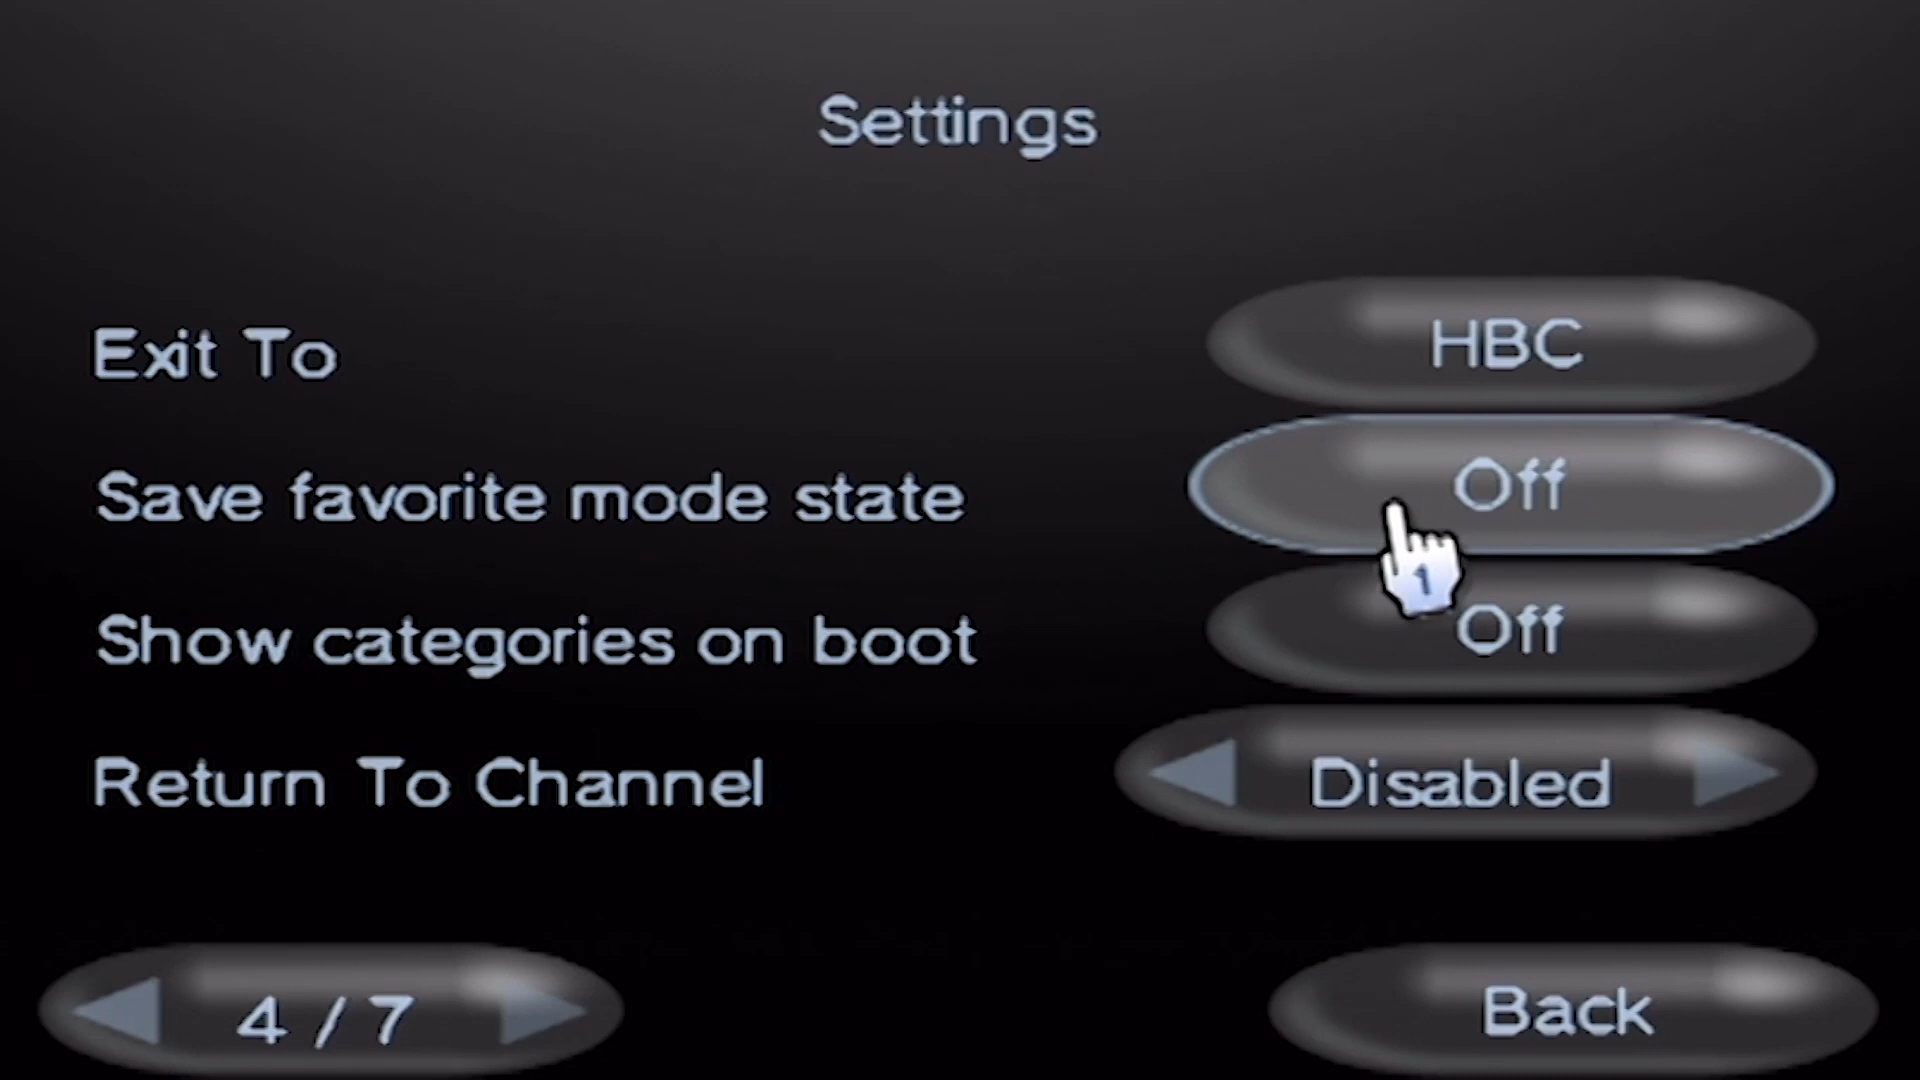 Settings
Exit To HBC
Save favorite mode state Off
1
Show categories on boot Off
Return To Channel Disabled
4 / 7 Back